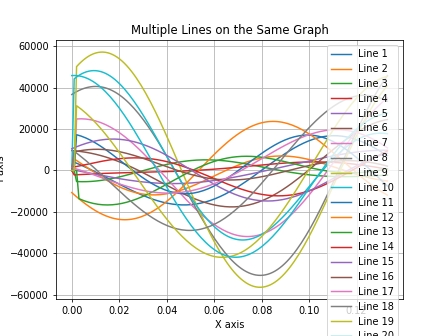 Multiple Lines on the Same Graph
60000
40000
20000
0
−20000
−40000
−60000
0.00
0.02
0.04
0.06
0.08
0.10
X axis
Line 1
Line 2
Line 3
Line 4
Line 5
Line 6
Line 7
Line 8
Line 9
Line 10
Line 11
Line 12
Line 13
Line 14
Line 15
Line 16
Line 17
Line 18
Line 19
Line 20